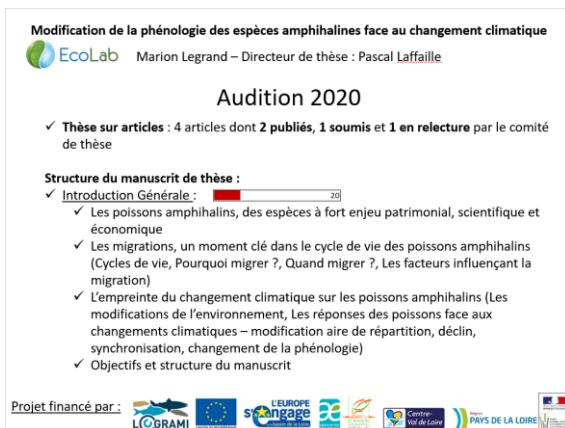 Modification de la phénologie des espèces amphihalines face au changement climatique
EcoLab Marion Legrand – Directeur de thèse : Pascal Laffaille
Audition 2020
✓ Thèse sur articles : 4 articles dont 2 publiés, 1 soumis et 1 en relecture par le comité
de thèse
Structure du manuscrit de thèse :
✓ Introduction Générale : 20
✓ Les poissons amphihalins, des espèces à fort enjeu patrimonial, scientifique et
économique
✓ Les migrations, un moment clé dans le cycle de vie des poissons amphihalins
(Cycles de vie, Pourquoi migrer ?, Quand migrer ?, Les facteurs influençant la
migration)
✓ L'empreinte du changement climatique sur les poissons amphihalins (Les
modifications de l'environnement, Les réponses des poissons face aux
changements climatiques – modification aire de répartition, déclin,
synchronisation, changement de la phénologie)
✓ Objectifs et structure du manuscrit
Projet financé par :
LOGRAMI
L'EUROPE
s'engage
Centre-
Val de Loire
PAYS DE LA LOIRE